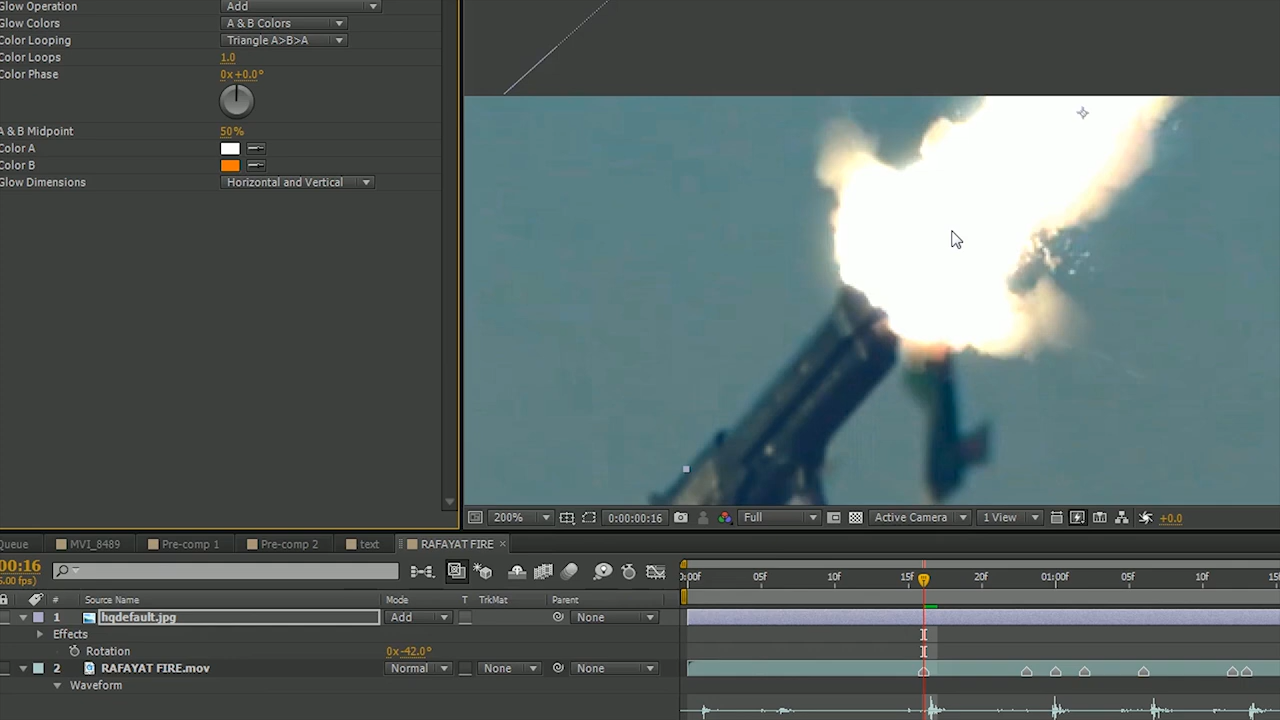 Glow Operation Add
Glow Colors A & B Colors
Color Looping Triangle A>B>A
Color Loops 1.0
Color Phase 0x+0.0°
A & B Midpoint 50%
Color A
Color B
Glow Dimensions Horizontal and Vertical
200% 0:00:00:16 Full Active Camera 1 View +0.0
Queue MVI_8489 Pre-comp 1 Pre-comp 2 text RAFAYAT FIRE ×
00:16
5.00 fps)
0:00f 05f 10f 15f 20f 01:00f 05f 10f 15
# Source Name Mode T TrkMat Parent
1 hqdefault.jpg Add None
Effects
Rotation 0x-42.0°
2 RAFAYAT FIRE.mov Normal None None
Waveform